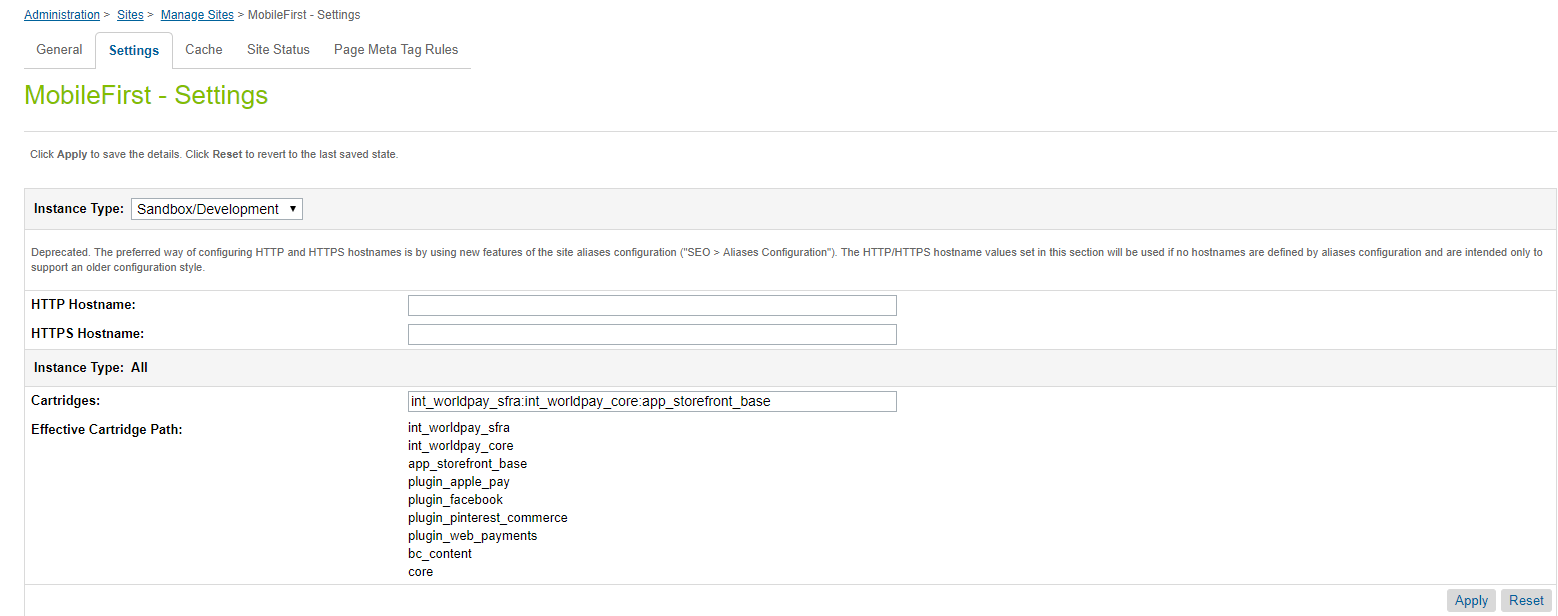 Administration > Sites > Manage Sites > MobileFirst - Settings
General Settings Cache Site Status Page Meta Tag Rules
MobileFirst - Settings
Click Apply to save the details. Click Reset to revert to the last saved state.
Instance Type: Sandbox/Development
Deprecated. The preferred way of configuring HTTP and HTTPS hostnames is by using new features of the site aliases configuration ("SEO > Aliases Configuration"). The HTTP/HTTPS hostname values set in this section will be used if no hostnames are defined by aliases configuration and are intended only to
support an older configuration style.
HTTP Hostname:
HTTPS Hostname:
Instance Type: All
Cartridges: int_worldpay_sfra:int_worldpay_core:app_storefront_base
Effective Cartridge Path: int_worldpay_sfra
int_worldpay_core
app_storefront_base
plugin_apple_pay
plugin_facebook
plugin_pinterest_commerce
plugin_web_payments
bc_content
core
Apply Reset